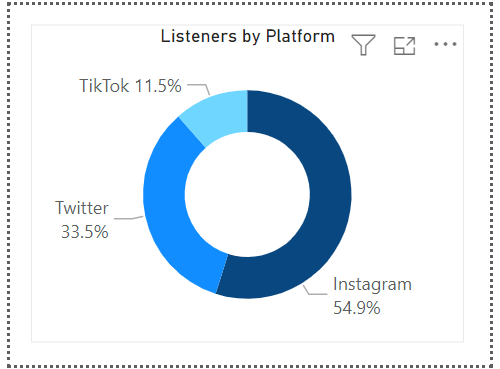 Listeners by Platform
TikTok 11.5%
Twitter
33.5%
Instagram
54.9%